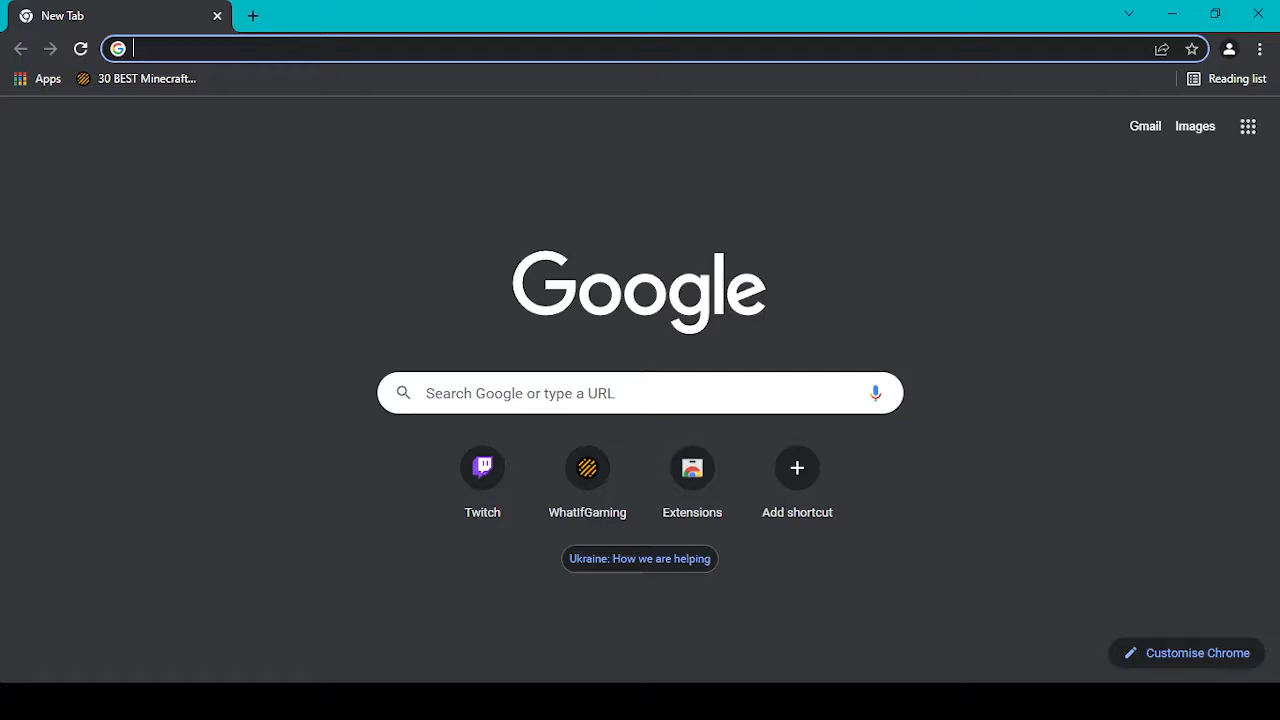 New Tab
Apps
30 BEST Minecraft...
Reading list
Gmail
Images
Google
Search Google or type a URL
Twitch
WhatIfGaming
Extensions
Add shortcut
Ukraine: How we are helping
Customise Chrome